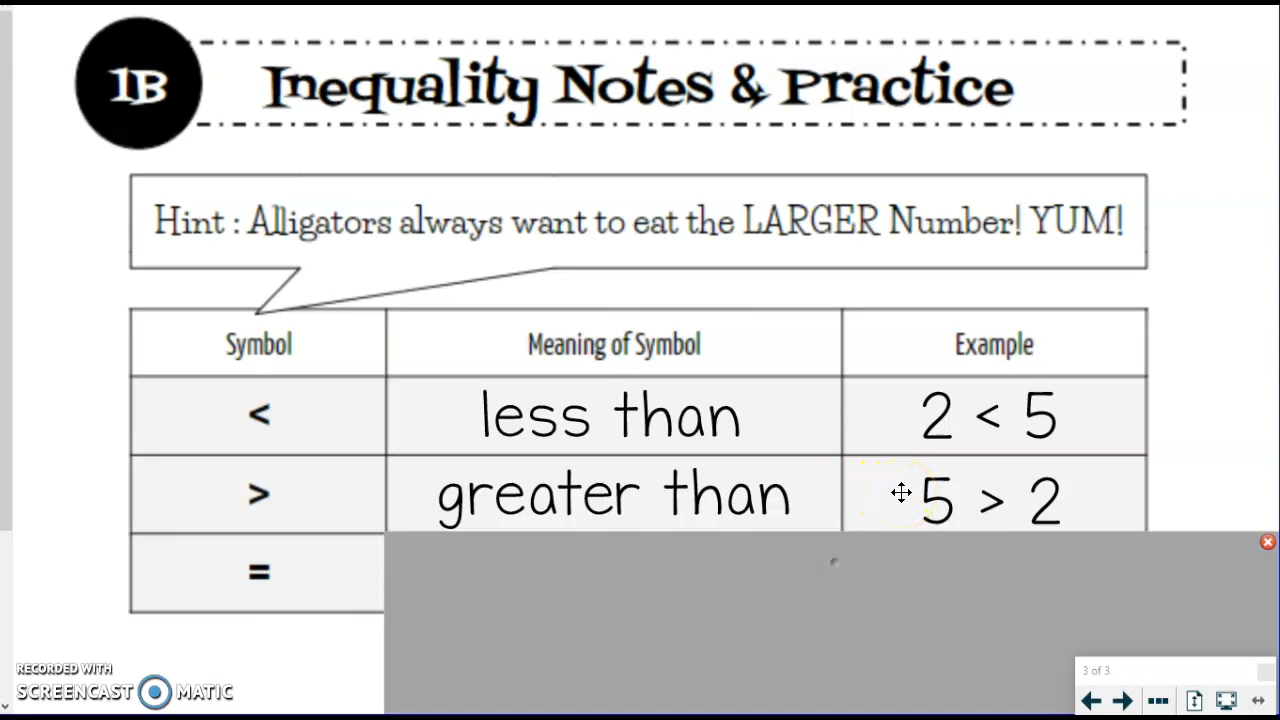 1B
Inequality Notes & Practice
Hint : Alligators always want to eat the LARGER Number! YUM!
Symbol Meaning of Symbol Example
< less than 2 < 5
> greater than 5 > 2
=
RECORDED WITH
SCREENCAST MATIC
3 of 3